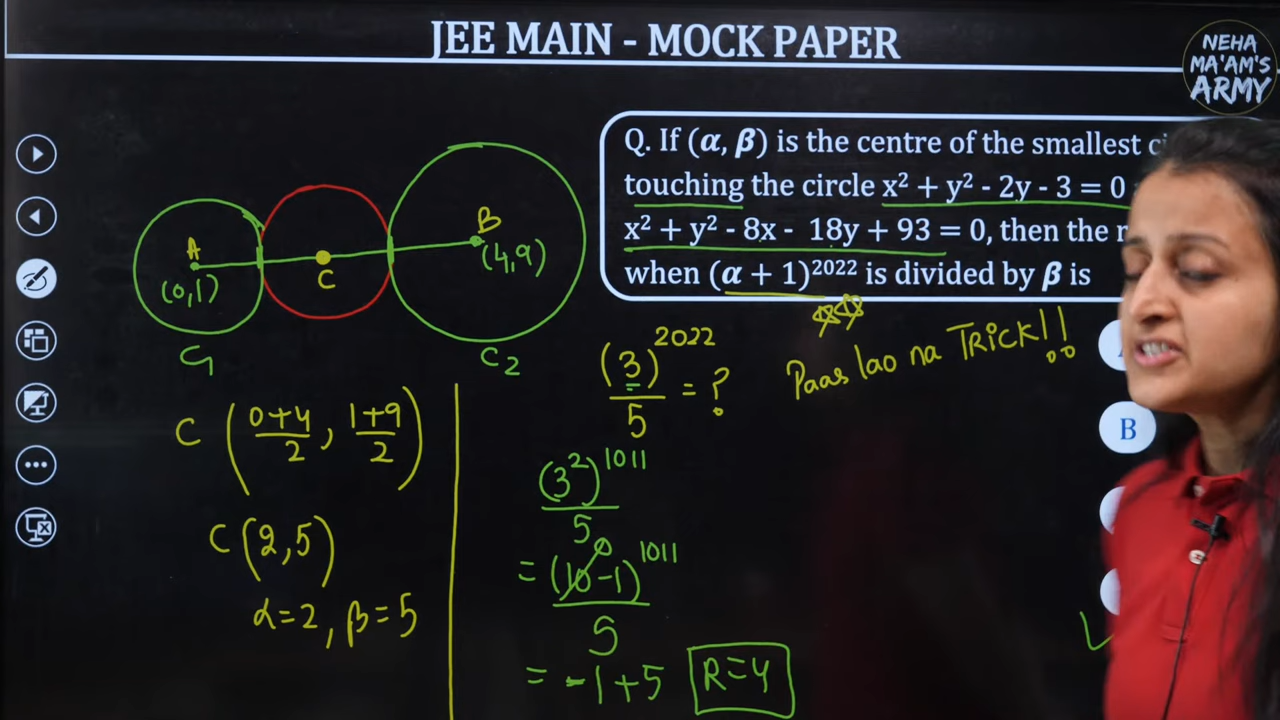 JEE MAIN - MOCK PAPER
NEHA
MA'AM'S
ARMY
Q. If (α, β) is the centre of the smallest
touching the circle x² + y² - 2y - 3 = 0
x² + y² - 8x - 18y + 93 = 0, then the
when (α + 1)²⁰²² is divided by β is
A
(0,1)
C₁
C
B
(4,9)
C₂
(3)²⁰²²/5 = ?
Paas lao na TRICK!!
B
C (0+4/2, 1+9/2)
C (2,5)
α=2, β=5
(3²)¹⁰¹¹/5
0
= (10-1)¹⁰¹¹/5
= -1+5 R=4